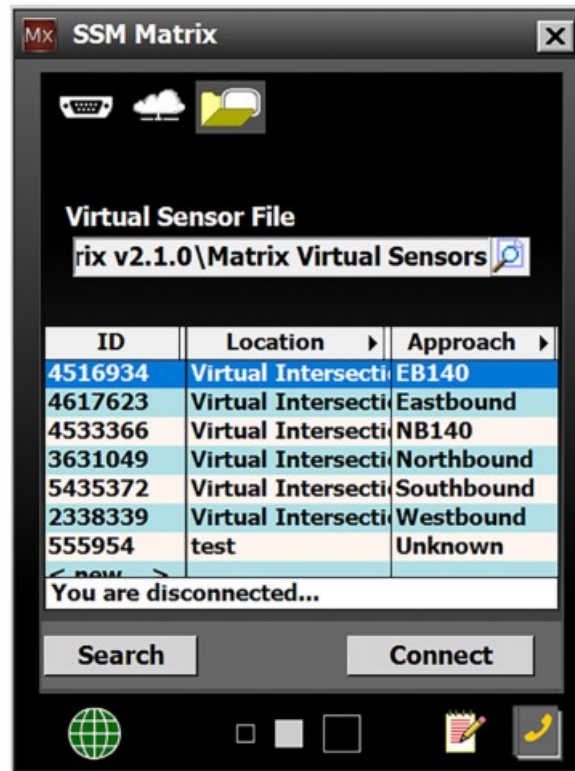 Mx SSM Matrix X
Virtual Sensor File
rix v2.1.0\Matrix Virtual Sensors
ID Location Approach
4516934 Virtual Intersecti EB140
4617623 Virtual Intersecti Eastbound
4533366 Virtual Intersecti NB140
3631049 Virtual Intersecti Northbound
5435372 Virtual Intersecti Southbound
2338339 Virtual Intersecti Westbound
555954 test Unknown
< new >
You are disconnected...
Search Connect